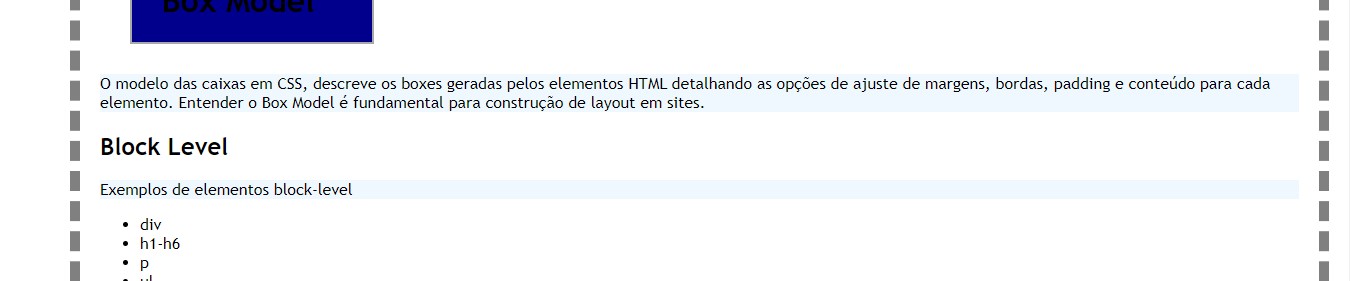 Box Model
O modelo das caixas em CSS, descreve os boxes geradas pelos elementos HTML detalhando as opções de ajuste de margens, bordas, padding e conteúdo para cada
elemento. Entender o Box Model é fundamental para construção de layout em sites.
Block Level
Exemplos de elementos block-level
• div
• h1-h6
• p
• ul